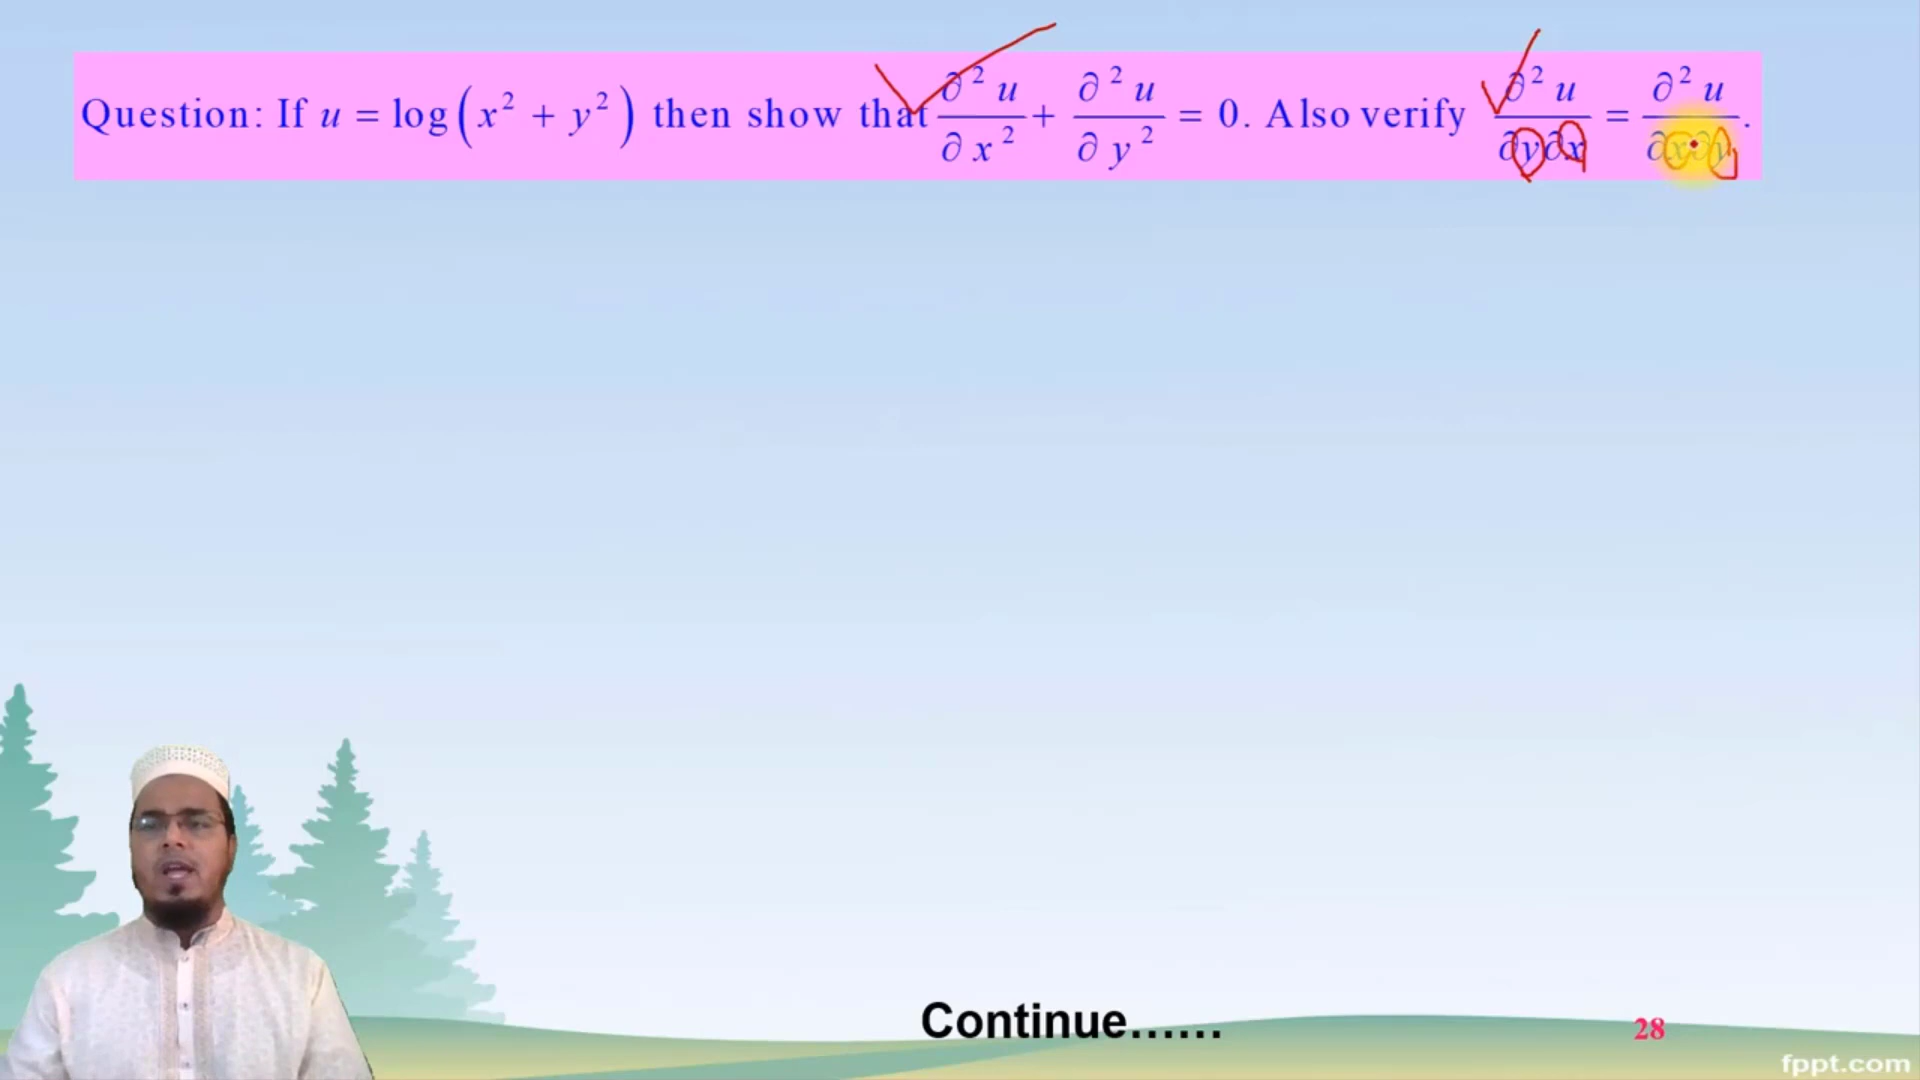 Question: If u = log(x² + y²) then show that ∂²u/∂x² + ∂²u/∂y² = 0. Also verify ∂²u/∂y∂x = ∂²u/∂x∂y.
Continue......
28
fppt.com